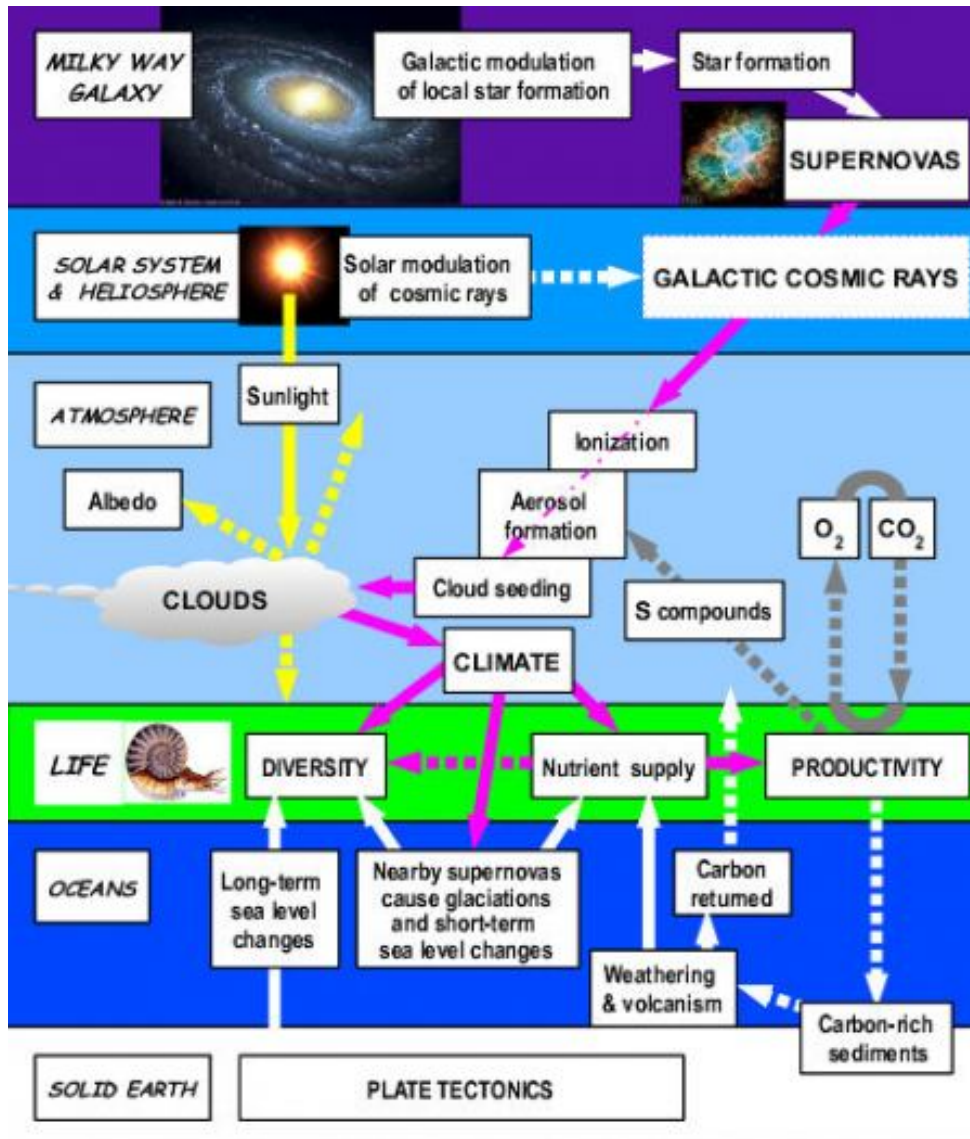 MILKY WAY
GALAXY
Galactic modulation
of local star formation
Star formation
SUPERNOVAS
SOLAR SYSTEM
& HELIOSPHERE
Solar modulation
of cosmic rays
GALACTIC COSMIC RAYS
ATMOSPHERE
Sunlight
Albedo
Ionization
Aerosol
formation
Cloud seeding
CLOUDS
S compounds
O2
CO2
CLIMATE
LIFE
DIVERSITY
Nutrient supply
PRODUCTIVITY
OCEANS
Long-term
sea level
changes
Nearby supernovas
cause glaciations
and short-term
sea level changes
Carbon
returned
Weathering
& volcanism
Carbon-rich
sediments
SOLID EARTH
PLATE TECTONICS